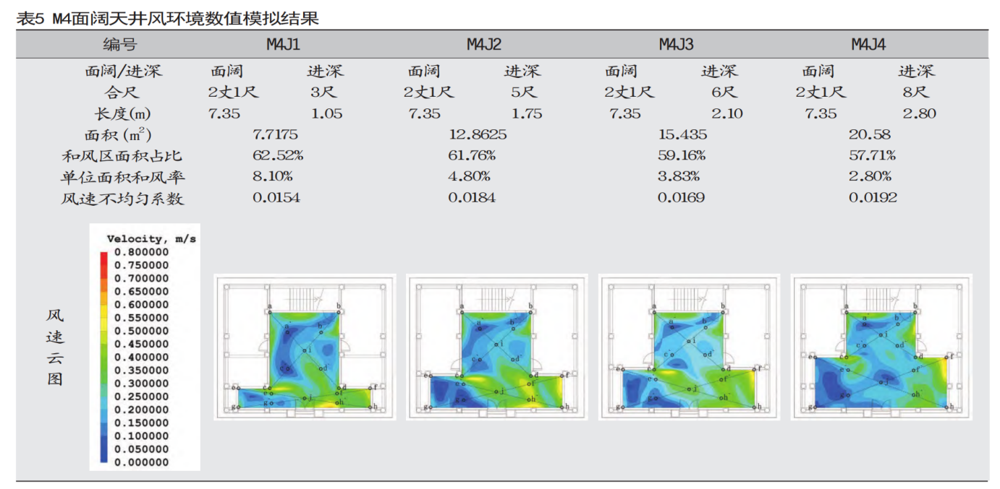 表5 M4面阔天井风环境数值模拟结果
编号 M4J1 M4J2 M4J3 M4J4
面阔/进深 面阔 进深 面阔 进深 面阔 进深 面阔 进深
合尺 2丈1尺 3尺 2丈1尺 5尺 2丈1尺 6尺 2丈1尺 8尺
长度(m) 7.35 1.05 7.35 1.75 7.35 2.10 7.35 2.80
面积(m²) 7.7175 12.8625 15.435 20.58
和风区面积占比 62.52% 61.76% 59.16% 57.71%
单位面积和风率 8.10% 4.80% 3.83% 2.80%
风速不均匀系数 0.0154 0.0184 0.0169 0.0192
风速云图
Velocity, m/s
0.800000
0.750000
0.700000
0.650000
0.600000
0.550000
0.500000
0.450000
0.400000
0.350000
0.300000
0.250000
0.200000
0.150000
0.100000
0.050000
0.000000
a b
a´ b´
i
c´ d´
c d
e f
e´ f´
j
g´ h´
g h
a b
a´ b´
i
c´ d´
c d
e f
e´ f´
j
g´ h´
g h
a b
a´ b´
i
c´ d´
c d
e f
e´ f´
j
g´ h´
g h
a b
a´ b´
i
c´ d´
c d
e f
e´ f´
j
g´ h´
g h